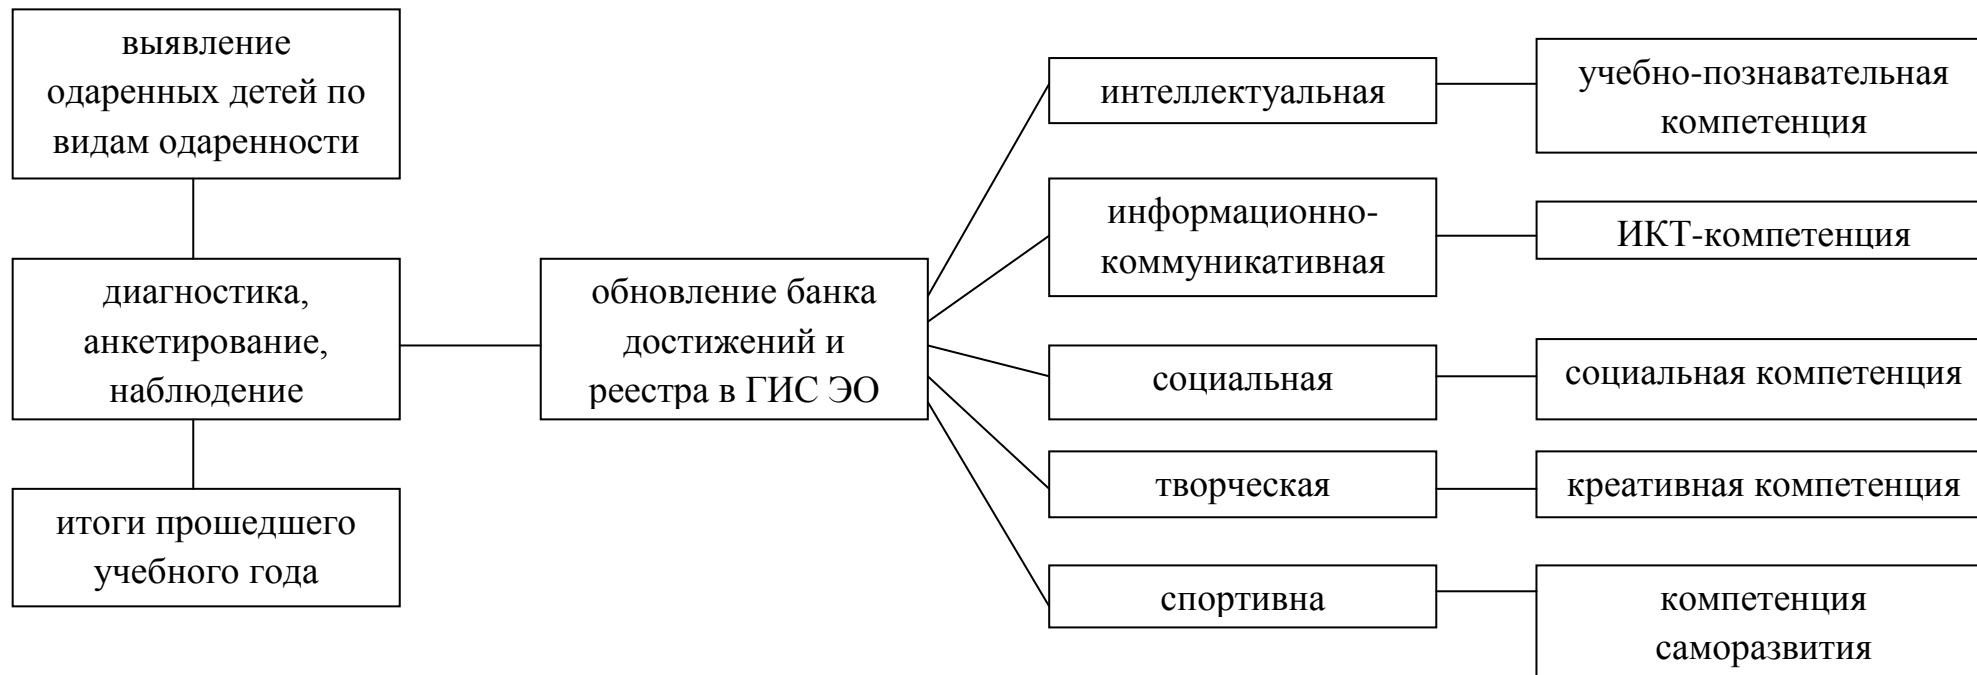 выявление
одаренных детей по
видам одаренности
диагностика,
анкетирование,
наблюдение
итоги прошедшего
учебного года
обновление банка
достижений и
реестра в ГИС ЭО
интеллектуальная
учебно-познавательная
компетенция
информационно-
коммуникативная
ИКТ-компетенция
социальная
социальная компетенция
творческая
креативная компетенция
спортивна
компетенция
саморазвития